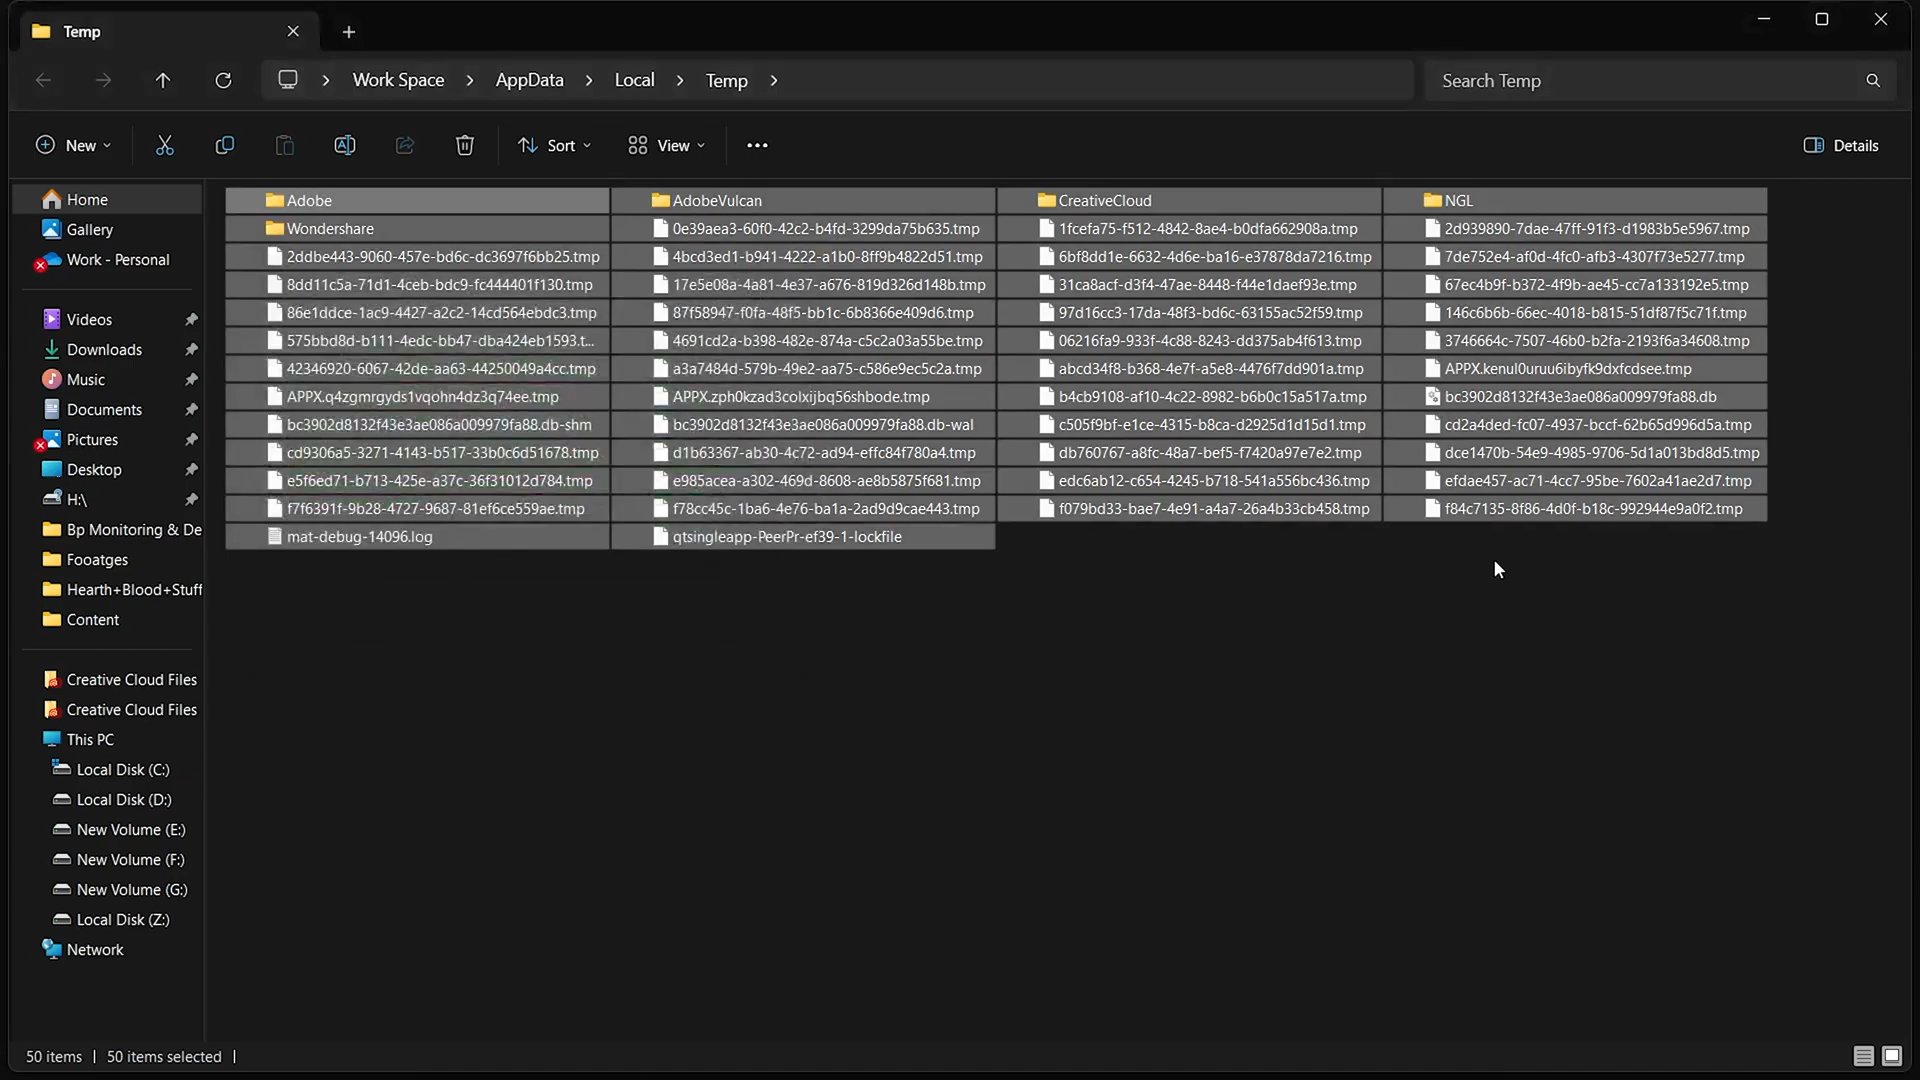 Temp
Work Space > AppData > Local > Temp >
Search Temp
New
Sort
View
Details
Home
Gallery
Work - Personal
Videos
Downloads
Music
Documents
Pictures
Desktop
H:\
Bp Monitoring & De
Fooatges
Hearth+Blood+Stuff
Content
Creative Cloud Files
Creative Cloud Files
This PC
Local Disk (C:)
Local Disk (D:)
New Volume (E:)
New Volume (F:)
New Volume (G:)
Local Disk (Z:)
Network
Adobe AdobeVulcan CreativeCloud NGL
Wondershare 0e39aea3-60f0-42c2-b4fd-3299da75b635.tmp 1fcefa75-f512-4842-8ae4-b0dfa662908a.tmp 2d939890-7dae-47ff-91f3-d1983b5e5967.tmp
2ddbe443-9060-457e-bd6c-dc3697f6bb25.tmp 4bcd3ed1-b941-4222-a1b0-8ff9b4822d51.tmp 6bf8dd1e-6632-4d6e-ba16-e37878da7216.tmp 7de752e4-af0d-4fc0-afb3-4307f73e5277.tmp
8dd11c5a-71d1-4ceb-bdc9-fc444401f130.tmp 17e5e08a-4a81-4e37-a676-819d326d148b.tmp 31ca8acf-d3f4-47ae-8448-f44e1daef93e.tmp 67ec4b9f-b372-4f9b-ae45-cc7a133192e5.tmp
86e1ddce-1ac9-4427-a2c2-14cd564ebdc3.tmp 87f58947-f0fa-48f5-bb1c-6b8366e409d6.tmp 97d16cc3-17da-48f3-bd6c-63155ac52f59.tmp 146c6b6b-66ec-4018-b815-51df87f5c71f.tmp
575bbd8d-b111-4edc-bb47-dba424eb1593.t... 4691cd2a-b398-482e-874a-c5c2a03a55be.tmp 06216fa9-933f-4c88-8243-dd375ab4f613.tmp 3746664c-7507-46b0-b2fa-2193f6a34608.tmp
42346920-6067-42de-aa63-44250049a4cc.tmp a3a7484d-579b-49e2-aa75-c586e9ec5c2a.tmp abcd34f8-b368-4e7f-a5e8-4476f7dd901a.tmp APPX.kenul0uruu6ibyfk9dxfcdsee.tmp
APPX.q4zgmrgyds1vqohn4dz3q74ee.tmp APPX.zph0kzad3colxijbq56shbode.tmp b4cb9108-af10-4c22-8982-b6b0c15a517a.tmp bc3902d8132f43e3ae086a009979fa88.db
bc3902d8132f43e3ae086a009979fa88.db-shm bc3902d8132f43e3ae086a009979fa88.db-wal c505f9bf-e1ce-4315-b8ca-d2925d1d15d1.tmp cd2a4ded-fc07-4937-bccf-62b65d996d5a.tmp
cd9306a5-3271-4143-b517-33b0c6d51678.tmp d1b63367-ab30-4c72-ad94-effc84f780a4.tmp db760767-a8fc-48a7-bef5-f7420a97e7e2.tmp dce1470b-54e9-4985-9706-5d1a013bd8d5.tmp
e5f6ed71-b713-425e-a37c-36f31012d784.tmp e985acea-a302-469d-8608-ae8b5875f681.tmp edc6ab12-c654-4245-b718-541a556bc436.tmp efdae457-ac71-4cc7-95be-7602a41ae2d7.tmp
f7f6391f-9b28-4727-9687-81ef6ce559ae.tmp f78cc45c-1ba6-4e76-ba1a-2ad9d9cae443.tmp f079bd33-bae7-4e91-a4a7-26a4b33cb458.tmp f84c7135-8f86-4d0f-b18c-992944e9a0f2.tmp
mat-debug-14096.log qtsingleapp-PeerPr-ef39-1-lockfile
50 items | 50 items selected |